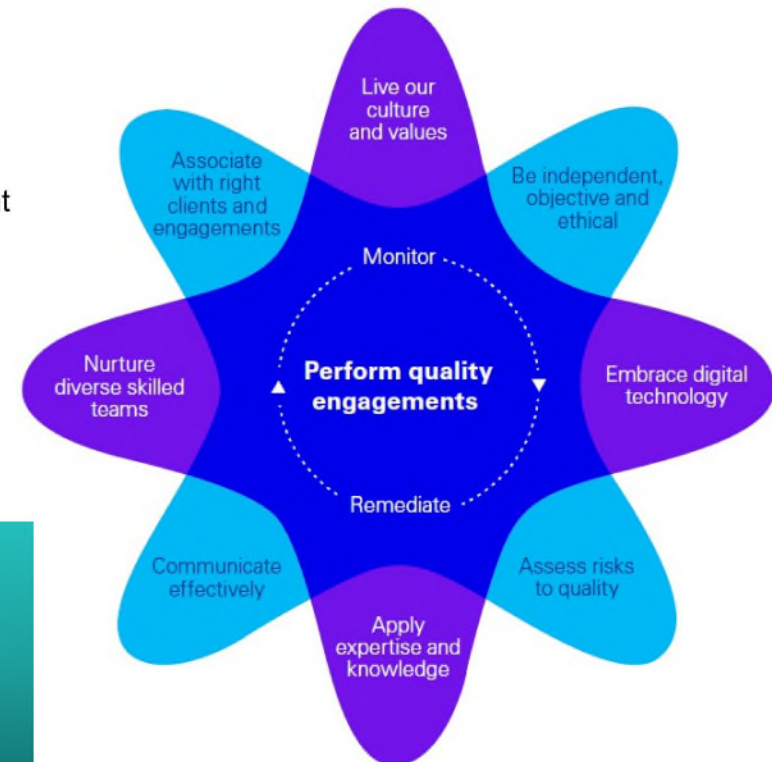 Live our
culture
and values
Associate
with right
clients and
engagements
Be independent,
objective and
ethical
Monitor
Nurture
diverse skilled
teams
Perform quality
engagements
Embrace digital
technology
Remediate
Communicate
effectively
Assess risks
to quality
Apply
expertise and
knowledge